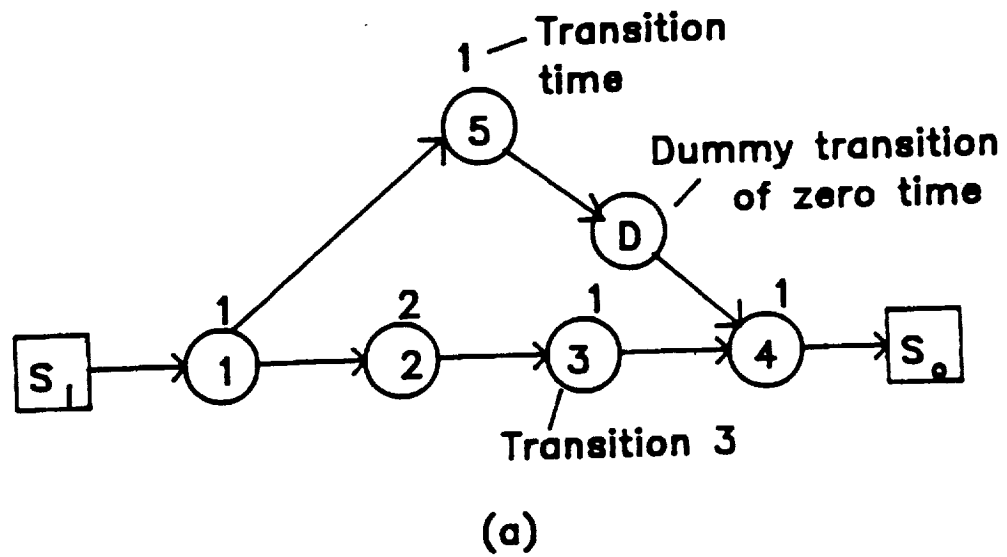 1 Transition
time
5
Dummy transition
of zero time
D
1 2 1 1
S I 1 2 3 4 S o
Transition 3
(a)